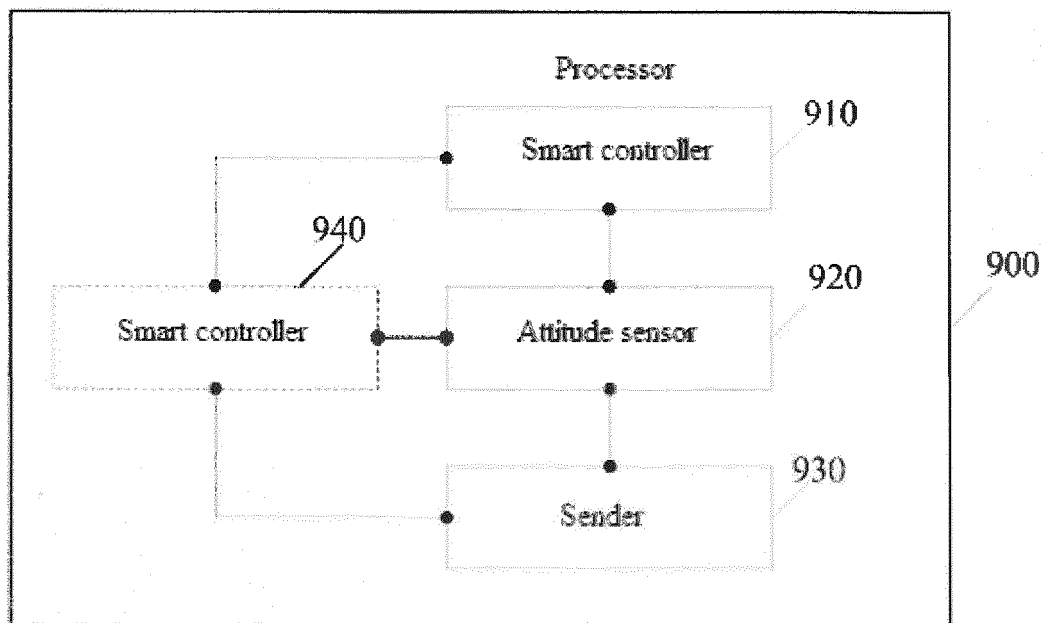 Processor
910
Smart controller
940
920
900
Smart controller
Attitude sensor
930
Sender